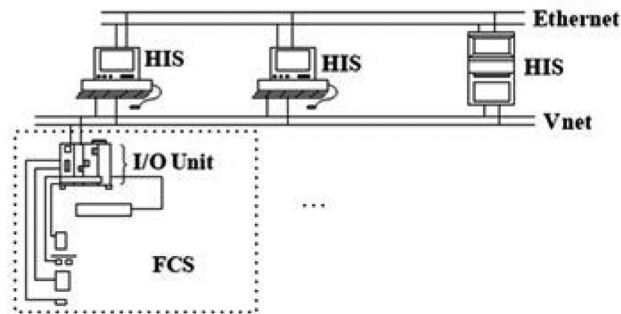 Ethernet
HIS
HIS
HIS
Vnet
I/O Unit
...
FCS